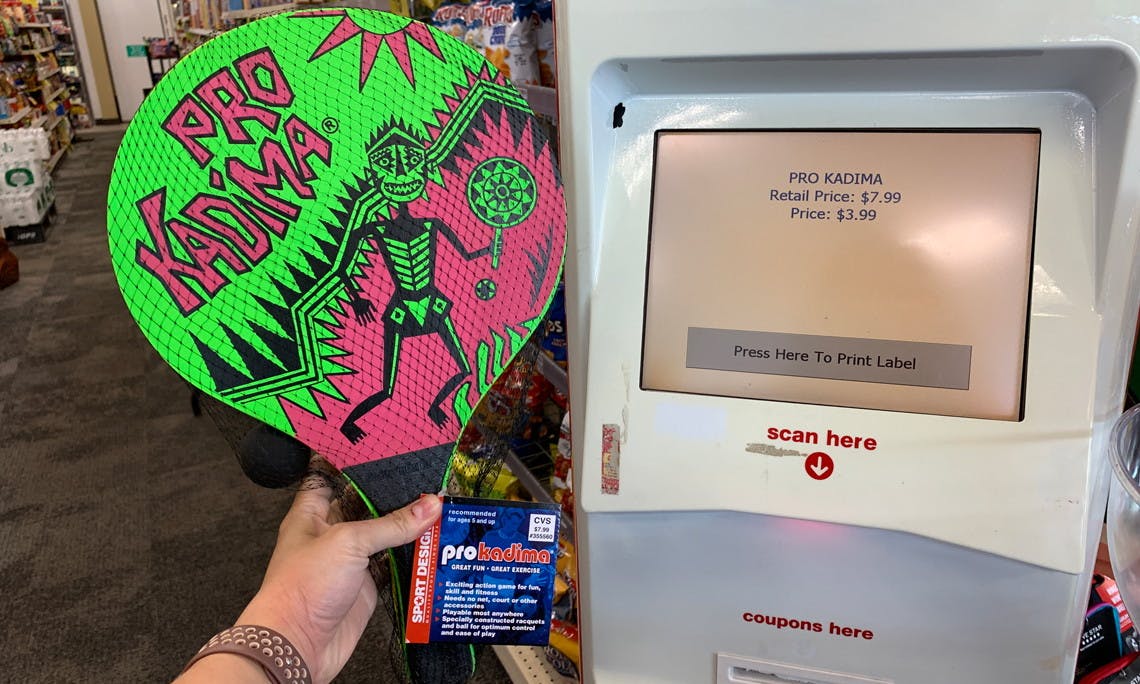 PRO
KADIMA®
recommended
for ages 5 and up
CVS
$7.99
#355560
SPORT DESIGN
prokadima
GREAT FUN • GREAT EXERCISE
Exciting action game for fun,
skill and fitness
Needs no net, court or other
accessories
Playable most anywhere
Specially constructed racquets
and ball for optimum control
and ease of play
PRO KADIMA
Retail Price: $7.99
Price: $3.99
Press Here To Print Label
scan here
coupons here